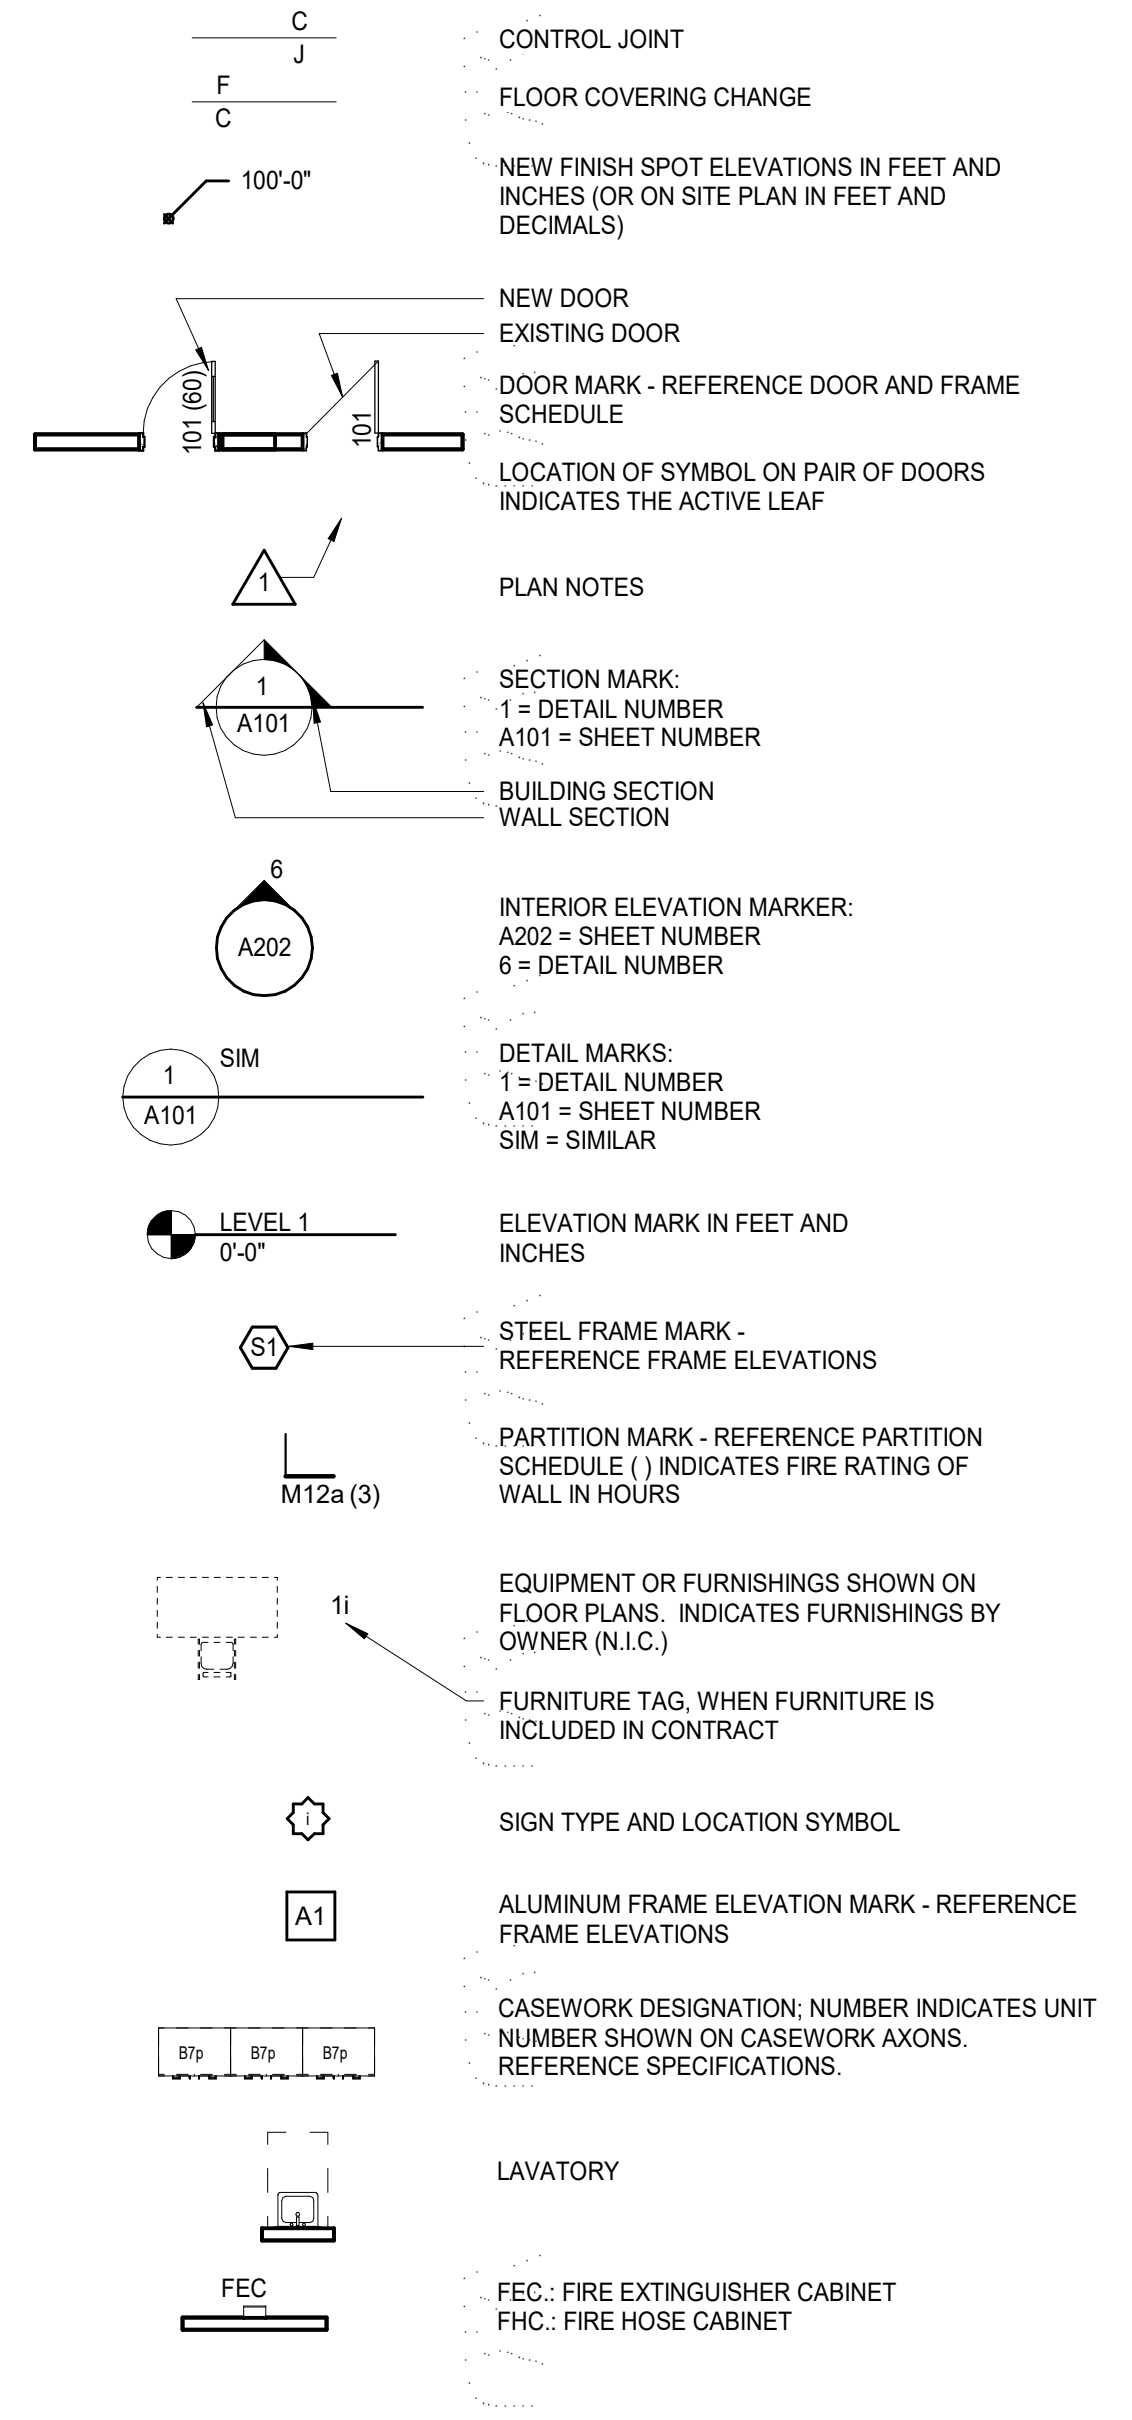 C
J
CONTROL JOINT
F
C
FLOOR COVERING CHANGE
100'-0"
NEW FINISH SPOT ELEVATIONS IN FEET AND
INCHES (OR ON SITE PLAN IN FEET AND
DECIMALS)
NEW DOOR
EXISTING DOOR
101 (60)
101
DOOR MARK - REFERENCE DOOR AND FRAME
SCHEDULE
LOCATION OF SYMBOL ON PAIR OF DOORS
INDICATES THE ACTIVE LEAF
1
PLAN NOTES
1
A101
SECTION MARK:
1 = DETAIL NUMBER
A101 = SHEET NUMBER
BUILDING SECTION
WALL SECTION
6
A202
INTERIOR ELEVATION MARKER:
A202 = SHEET NUMBER
6 = DETAIL NUMBER
1
A101
SIM
DETAIL MARKS:
1 = DETAIL NUMBER
A101 = SHEET NUMBER
SIM = SIMILAR
LEVEL 1
0'-0"
ELEVATION MARK IN FEET AND
INCHES
S1
STEEL FRAME MARK -
REFERENCE FRAME ELEVATIONS
M12a (3)
PARTITION MARK - REFERENCE PARTITION
SCHEDULE ( ) INDICATES FIRE RATING OF
WALL IN HOURS
1i
EQUIPMENT OR FURNISHINGS SHOWN ON
FLOOR PLANS.  INDICATES FURNISHINGS BY
OWNER (N.I.C.)
FURNITURE TAG, WHEN FURNITURE IS
INCLUDED IN CONTRACT
i
SIGN TYPE AND LOCATION SYMBOL
A1
ALUMINUM FRAME ELEVATION MARK - REFERENCE
FRAME ELEVATIONS
B7p B7p B7p
CASEWORK DESIGNATION; NUMBER INDICATES UNIT
NUMBER SHOWN ON CASEWORK AXONS.
REFERENCE SPECIFICATIONS.
LAVATORY
FEC
FEC.: FIRE EXTINGUISHER CABINET
FHC.: FIRE HOSE CABINET